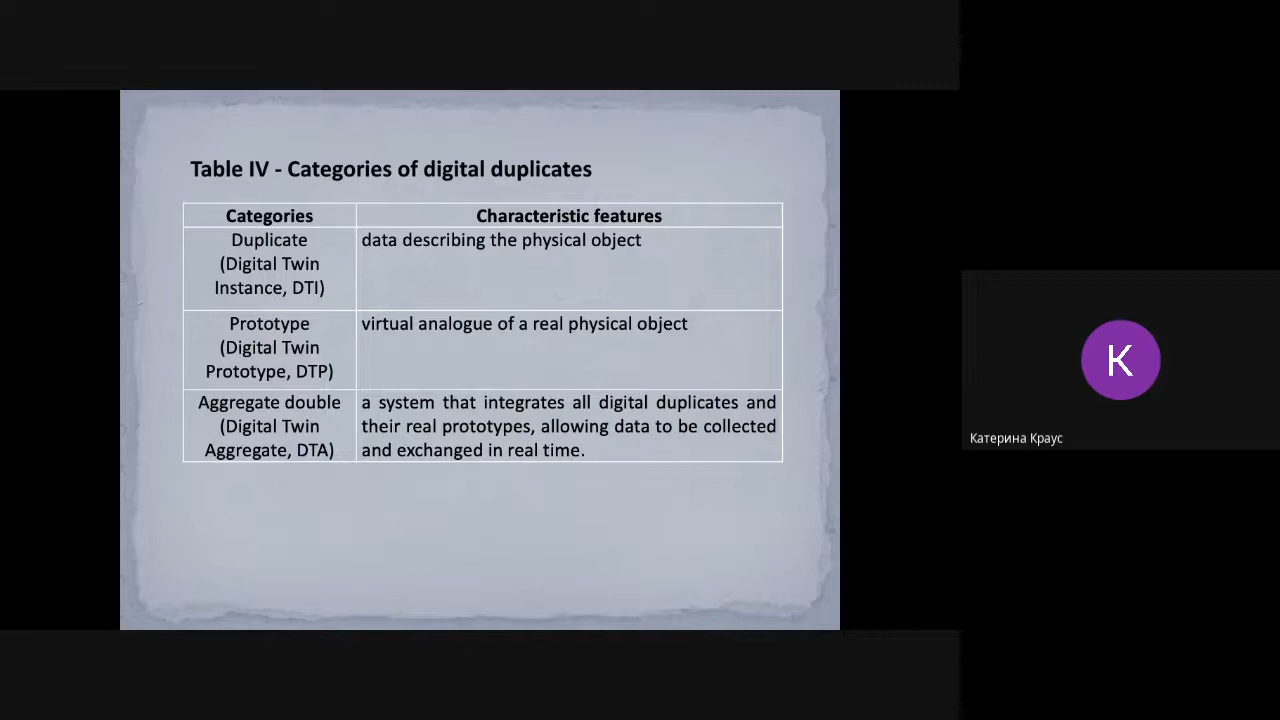 Table IV - Categories of digital duplicates
Categories
Characteristic features
Duplicate
(Digital Twin
Instance, DTI)
data describing the physical object
Prototype
(Digital Twin
Prototype, DTP)
virtual analogue of a real physical object
Aggregate double
(Digital Twin
Aggregate, DTA)
a system that integrates all digital duplicates and
their real prototypes, allowing data to be collected
and exchanged in real time.
K
Катерина Краус